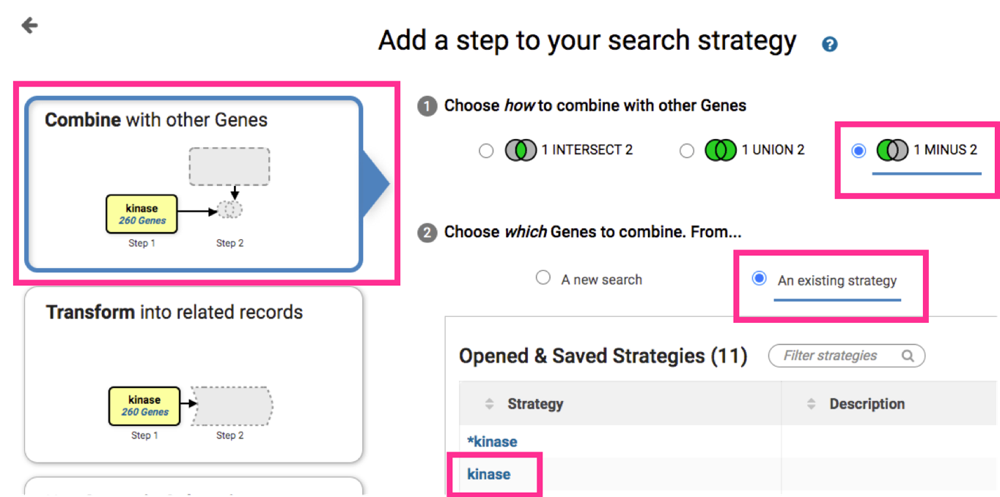 Add a step to your search strategy ?
Combine with other Genes
kinase
260 Genes
Step 1
Step 2
Transform into related records
kinase
260 Genes
Step 1
Step 2
1 Choose how to combine with other Genes
1 INTERSECT 2
1 UNION 2
1 MINUS 2
2 Choose which Genes to combine. From...
A new search
An existing strategy
Opened & Saved Strategies (11)
Filter strategies
Strategy
Description
*kinase
kinase